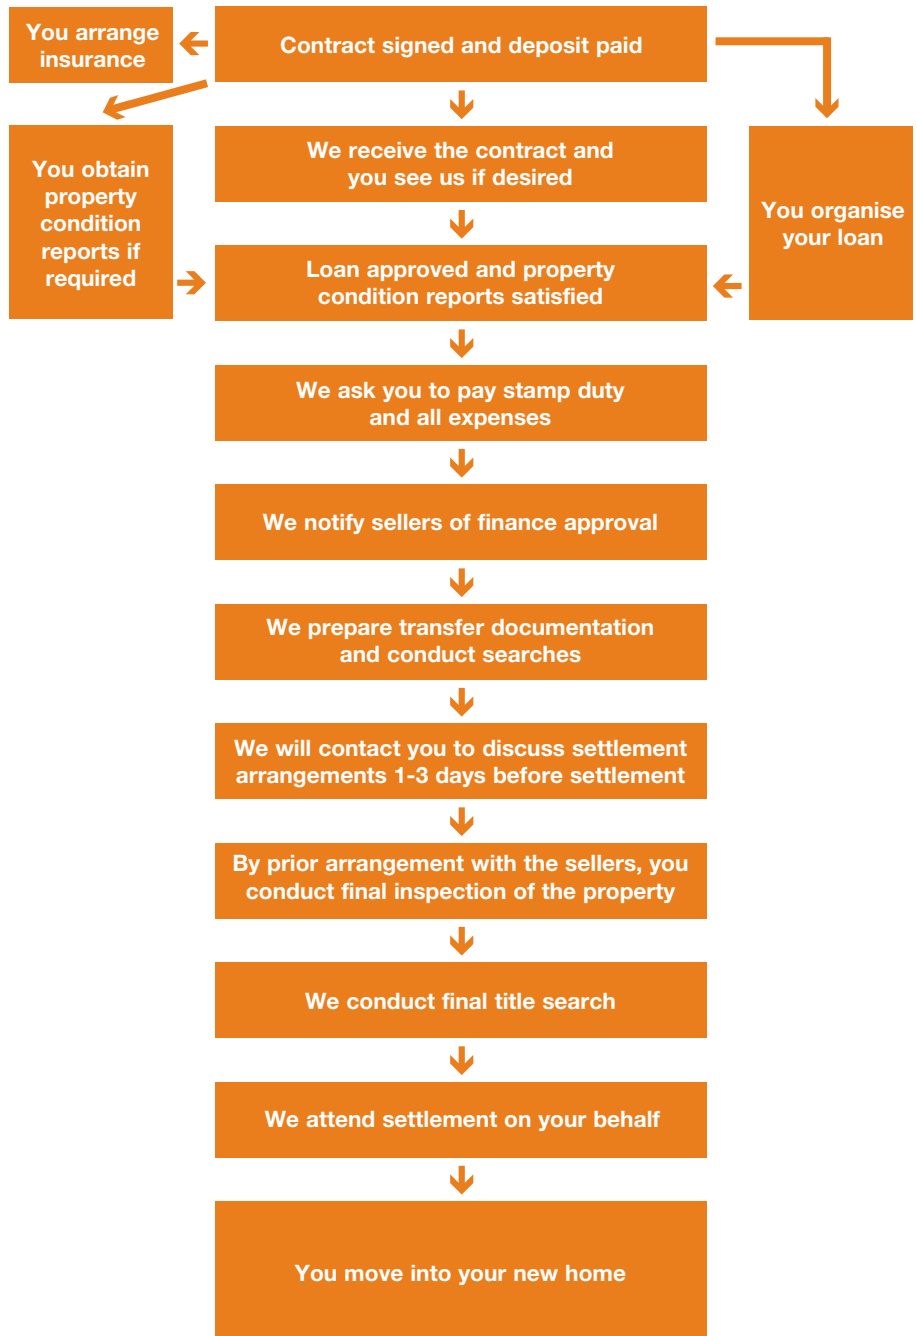 You arrange
insurance
Contract signed and deposit paid
We receive the contract and
you see us if desired
You obtain
property
condition
reports if
required
You organise
your loan
Loan approved and property
condition reports satisfied
We ask you to pay stamp duty
and all expenses
We notify sellers of finance approval
We prepare transfer documentation
and conduct searches
We will contact you to discuss settlement
arrangements 1-3 days before settlement
By prior arrangement with the sellers, you
conduct final inspection of the property
We conduct final title search
We attend settlement on your behalf
You move into your new home